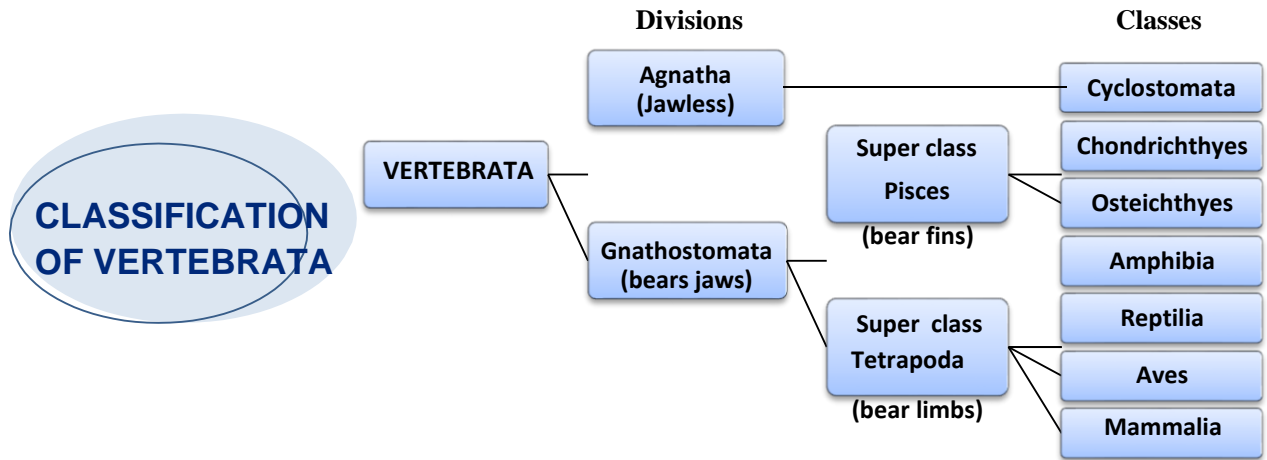 Divisions
Classes
Agnatha
(Jawless)
Cyclostomata
VERTEBRATA
Super class
Pisces
(bear fins)
Chondrichthyes
Osteichthyes
CLASSIFICATION
OF VERTEBRATA
Gnathostomata
(bears jaws)
Amphibia
Super class
Tetrapoda
(bear limbs)
Reptilia
Aves
Mammalia